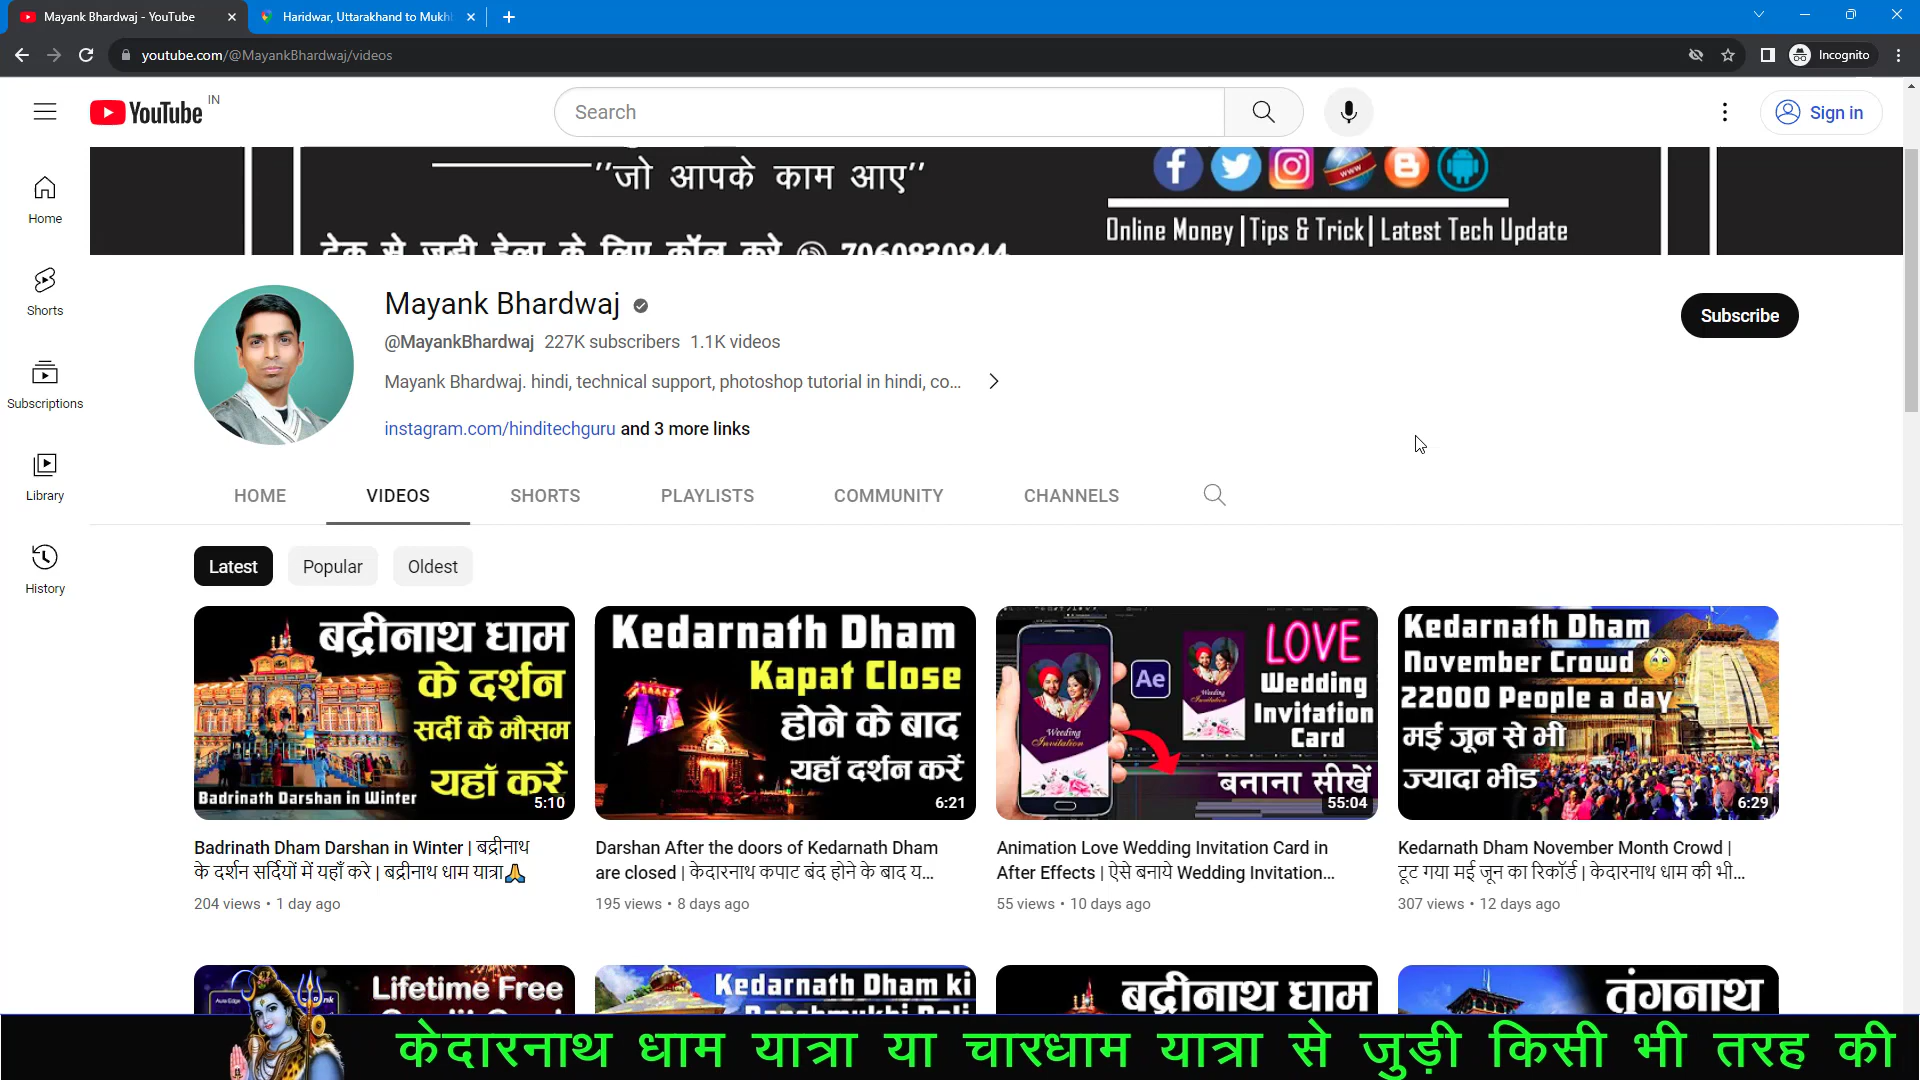 Mayank Bhardwaj - YouTube
Haridwar, Uttarakhand to Mukh
youtube.com/@MayankBhardwaj/videos
Incognito
YouTube IN
Search
Sign in
Home
Shorts
Subscriptions
Library
History
"जो आपके काम आए"
टेक से जुडी हेल्प के लिए कॉल करे 7060830844
www
Online Money | Tips & Trick | Latest Tech Update
Mayank Bhardwaj
@MayankBhardwaj 227K subscribers 1.1K videos
Mayank Bhardwaj. hindi, technical support, photoshop tutorial in hindi, co...
instagram.com/hinditechguru and 3 more links
Subscribe
HOME VIDEOS SHORTS PLAYLISTS COMMUNITY CHANNELS
Latest Popular Oldest
बद्रीनाथ धाम
के दर्शन
सर्दी के मौसम
यहाँ करें
Badrinath Darshan in Winter
5:10
Badrinath Dham Darshan in Winter | बद्रीनाथ
के दर्शन सर्दियों में यहाँ करे | बद्रीनाथ धाम यात्रा🙏
204 views • 1 day ago
Kedarnath Dham
Kapat Close
होने के बाद
यहाँ दर्शन करें
6:21
Darshan After the doors of Kedarnath Dham
are closed | केदारनाथ कपाट बंद होने के बाद य...
195 views • 8 days ago
LOVE
Wedding
Invitation
Card
बनाना सीखें
Ae
Weeding
Invitation
Weeding
Invitation
55:04
Animation Love Wedding Invitation Card in
After Effects | ऐसे बनाये Wedding Invitation...
55 views • 10 days ago
Kedarnath Dham
November Crowd
22000 People a day
मई जून से भी
ज्यादा भीड
6:29
Kedarnath Dham November Month Crowd |
टूट गया मई जून का रिकॉर्ड | केदारनाथ धाम की भी...
307 views • 12 days ago
Lifetime Free
Kedarnath Dham ki
बद्रीनाथ धाम
तुंगनाथ
केदारनाथ धाम यात्रा या चारधाम यात्रा से जुड़ी किसी भी तरह की